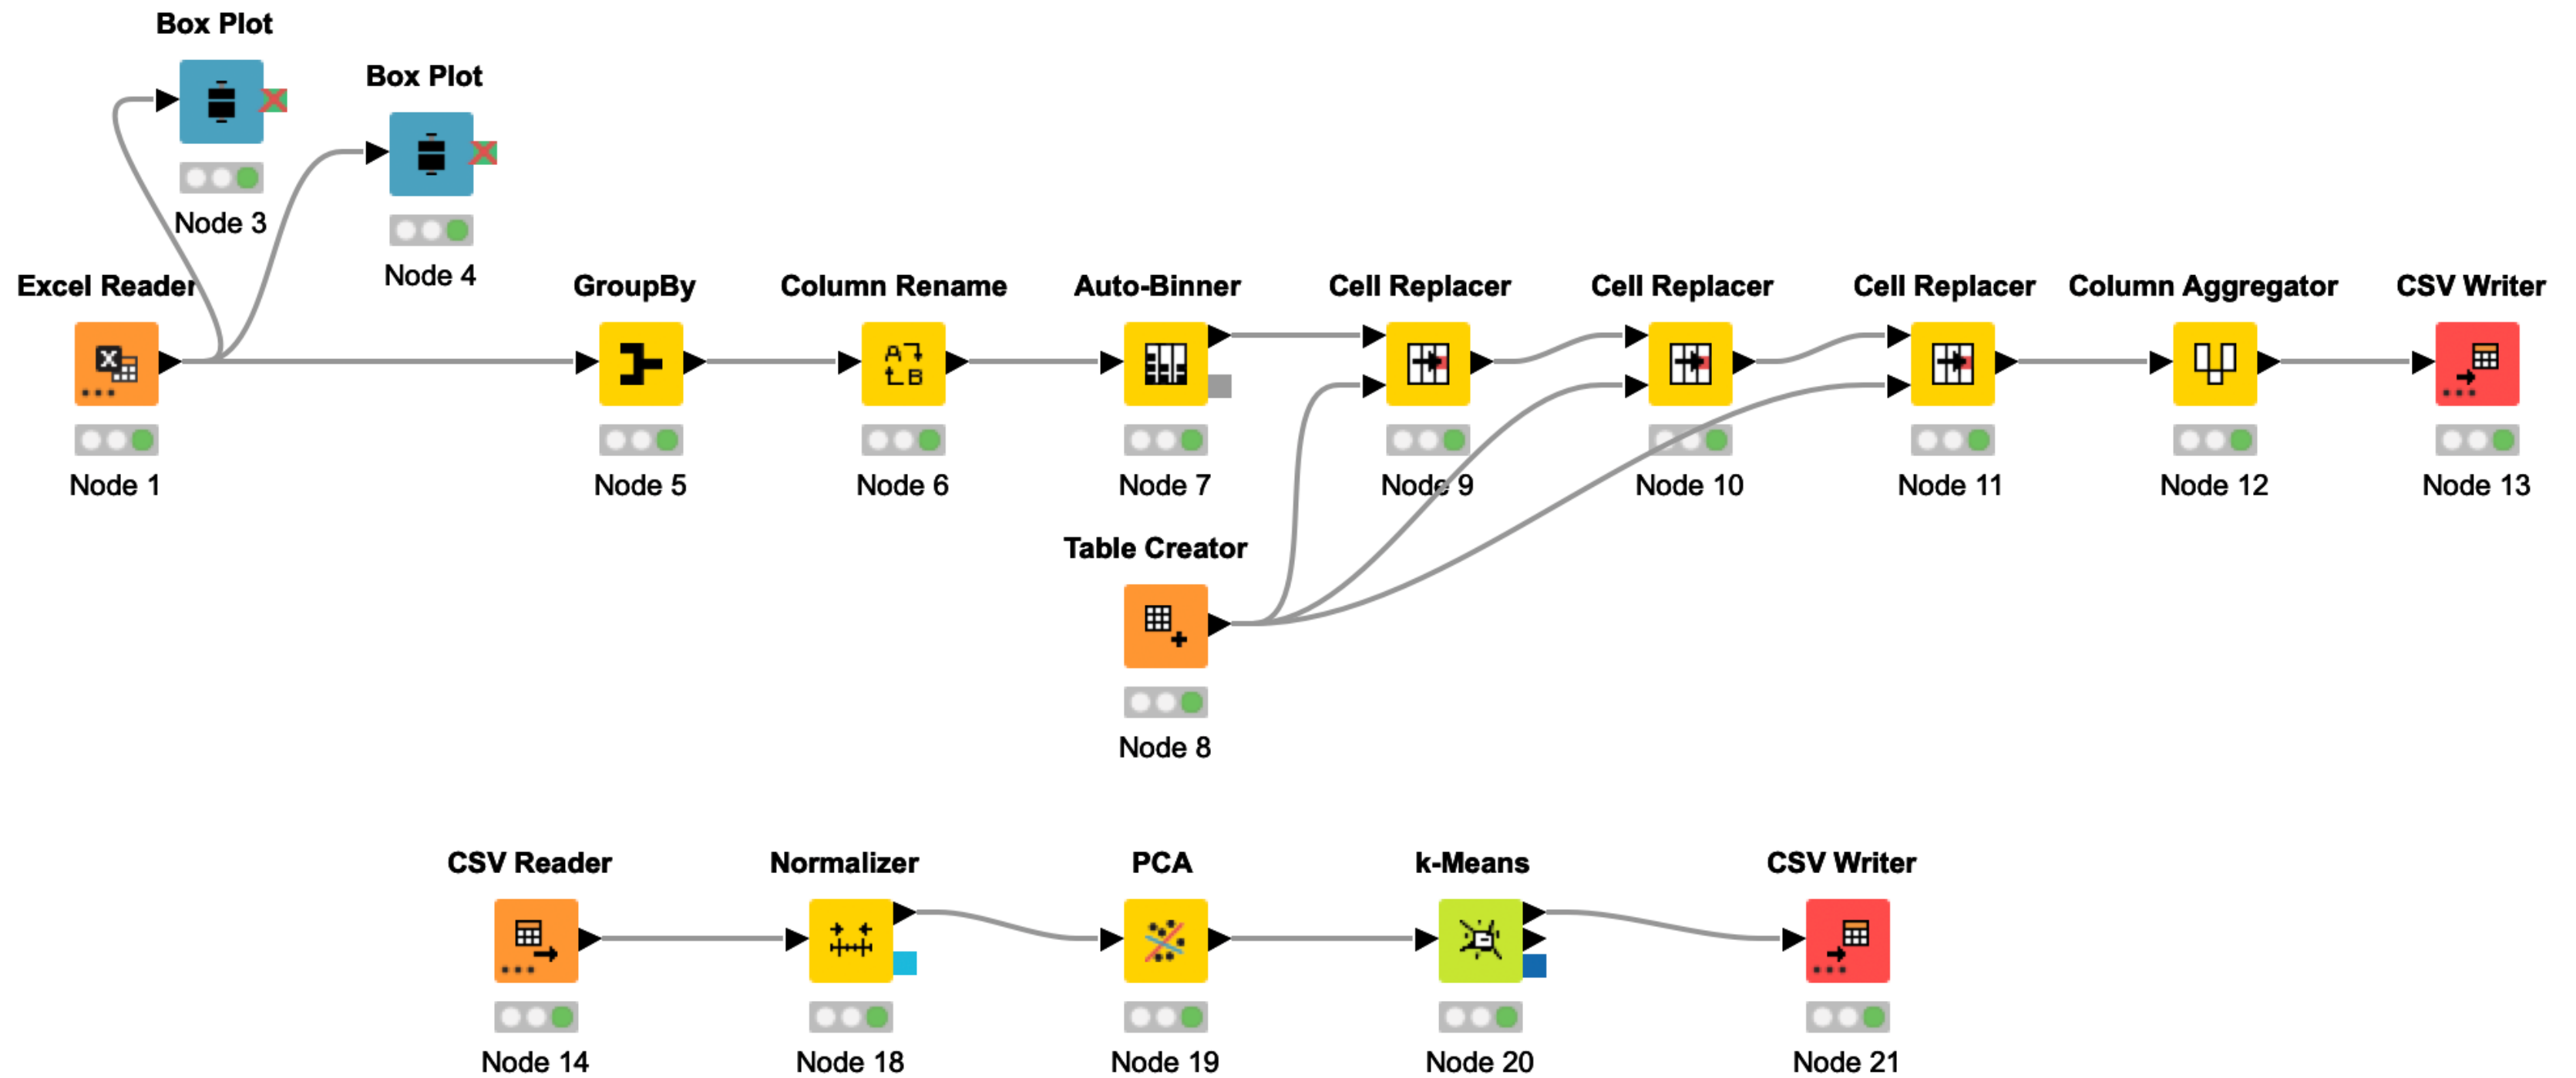 Box Plot
Node 3
Box Plot
Node 4
Excel Reader
Node 1
GroupBy
Node 5
Column Rename
Node 6
Auto-Binner
Node 7
Cell Replacer
Node 9
Cell Replacer
Node 10
Cell Replacer
Node 11
Column Aggregator
Node 12
CSV Writer
Node 13
Table Creator
Node 8
CSV Reader
Node 14
Normalizer
Node 18
PCA
Node 19
k-Means
Node 20
CSV Writer
Node 21